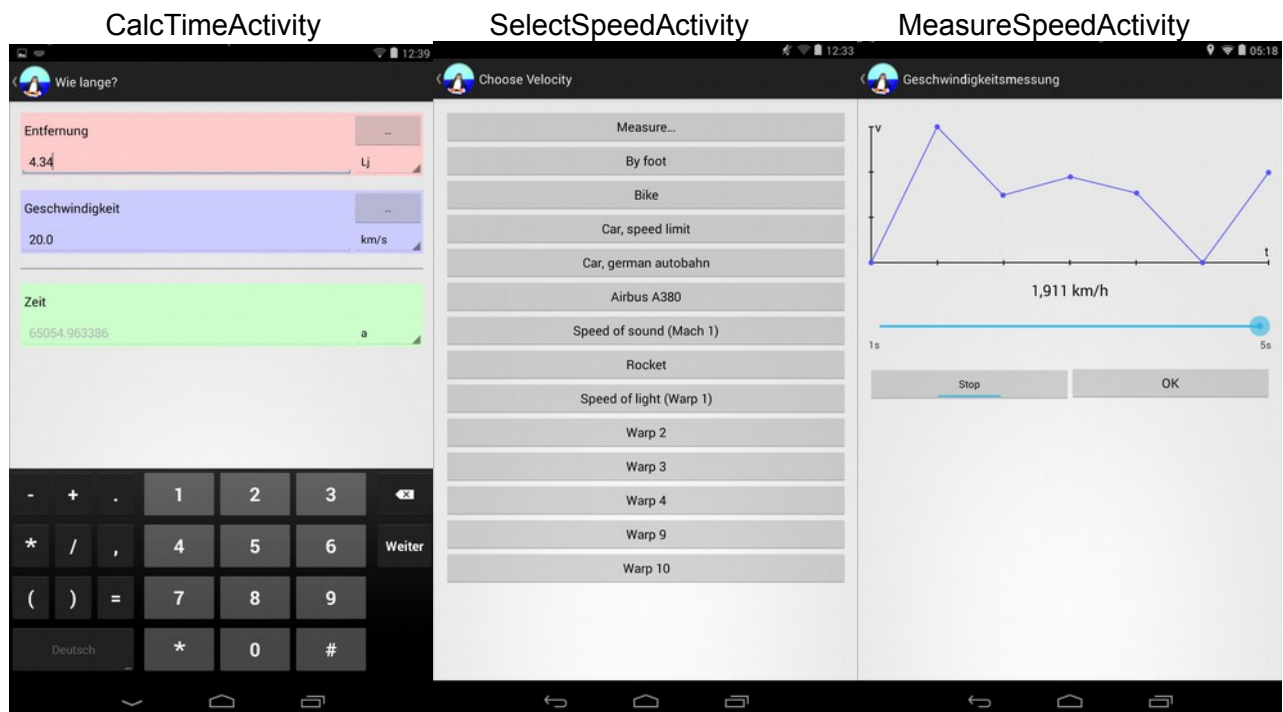 CalcTimeActivity
SelectSpeedActivity
MeasureSpeedActivity
12:39
Wie lange?
Entfernung
...
4.34
Lj
Geschwindigkeit
...
20.0
km/s
Zeit
65054.963386
a
- + . 1 2 3
* / , 4 5 6 Weiter
( ) = 7 8 9
Deutsch ... * 0 #
12:33
Choose Velocity
Measure...
By foot
Bike
Car, speed limit
Car, german autobahn
Airbus A380
Speed of sound (Mach 1)
Rocket
Speed of light (Warp 1)
Warp 2
Warp 3
Warp 4
Warp 9
Warp 10
05:18
Geschwindigkeitsmessung
v
t
1,911 km/h
1s
5s
Stop
OK